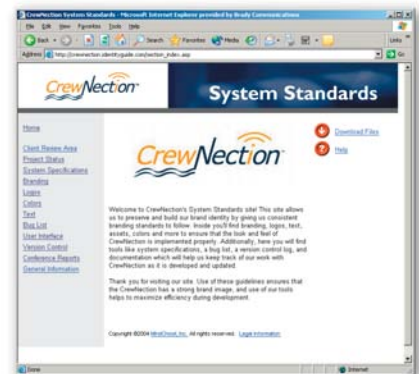 CrewNection System Standards - Microsoft Internet Explorer provided by Brady Communications
File Edit View Favorites Tools Help
Back Search Favorites Media
Address http://crewnection.identityguide.com/section_index.asp Go Links
CrewNection System Standards
Home
Client Review Area
Project Status
System Specifications
Branding
Logos
Colors
Text
Bug List
User Interface
Version Control
Conference Reports
General Information
CrewNection
Download Files
Help
Welcome to CrewNection's System Standards site! This site allows
us to preserve and build our brand identity by giving us consistent
branding standards to follow. Inside you'll find branding, logos, text,
assets, colors and more to ensure that the look and feel of
CrewNection is implemented properly. Additionally, here you will find
tools like system specifications, a bug list, a version control log, and
documentation which will help us keep track of our work with
CrewNection as it is developed and updated.
Thank you for visiting our site. Use of these guidelines ensures that
the CrewNection has a strong brand image, and use of our tools
helps to maximize efficiency during development.
Copyright ©2004 MindGhost, Inc. All rights reserved. Legal Information
Done Internet